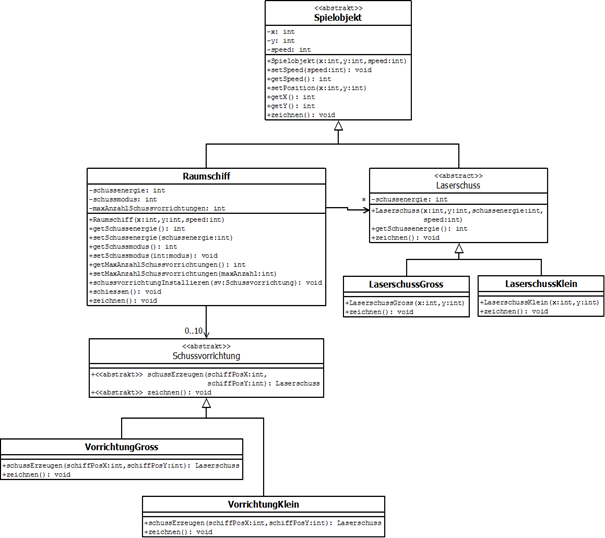 <<abstrakt>>
Spielobjekt
-x: int
-y: int
-speed: int
+Spielobjekt(x:int,y:int,speed:int)
+setSpeed(speed:int): void
+getSpeed(): int
+setPosition(x:int,y:int)
+getX(): int
+getY(): int
+zeichnen(): void
Raumschiff
-schussenergie: int
-schussmodus: int
-maxAnzahlSchussvorrichtungen: int
+Raumschiff(x:int,y:int,speed:int)
+getSchussenergie(): int
+setSchussenergie(schussenergie:int)
+getSchussmodus(): int
+setSchussmodus(int:modus): void
+getMaxAnzahlSchussvorrichtungen(): int
+setMaxAnzahlSchussvorrichtungen(maxAnzahl:int)
+schussvorrichtungInstallieren(sv:Schussvorrichtung): void
+schiessen(): void
+zeichnen(): void
*
<<abstract>>
Laserschuss
-schussenergie: int
+Laserschuss(x:int,y:int,schussenergie:int,
speed:int)
+getSchussenergie(): int
+zeichnen(): void
LaserschussGross
+LaserschussGross(x:int,y:int)
+zeichnen(): void
LaserschussKlein
+LaserschussKlein(x:int,y:int)
+zeichnen(): void
0..10
<<abstrakt>>
Schussvorrichtung
+<<abstrakt>> schussErzeugen(schiffPosX:int,
schiffPosY:int): Laserschuss
+<<abstrakt>> zeichnen(): void
VorrichtungGross
+schussErzeugen(schiffPosX:int,schiffPosY:int): Laserschuss
+zeichnen(): void
VorrichtungKlein
+schussErzeugen(schiffPosX:int,schiffPosY:int): Laserschuss
+zeichnen(): void